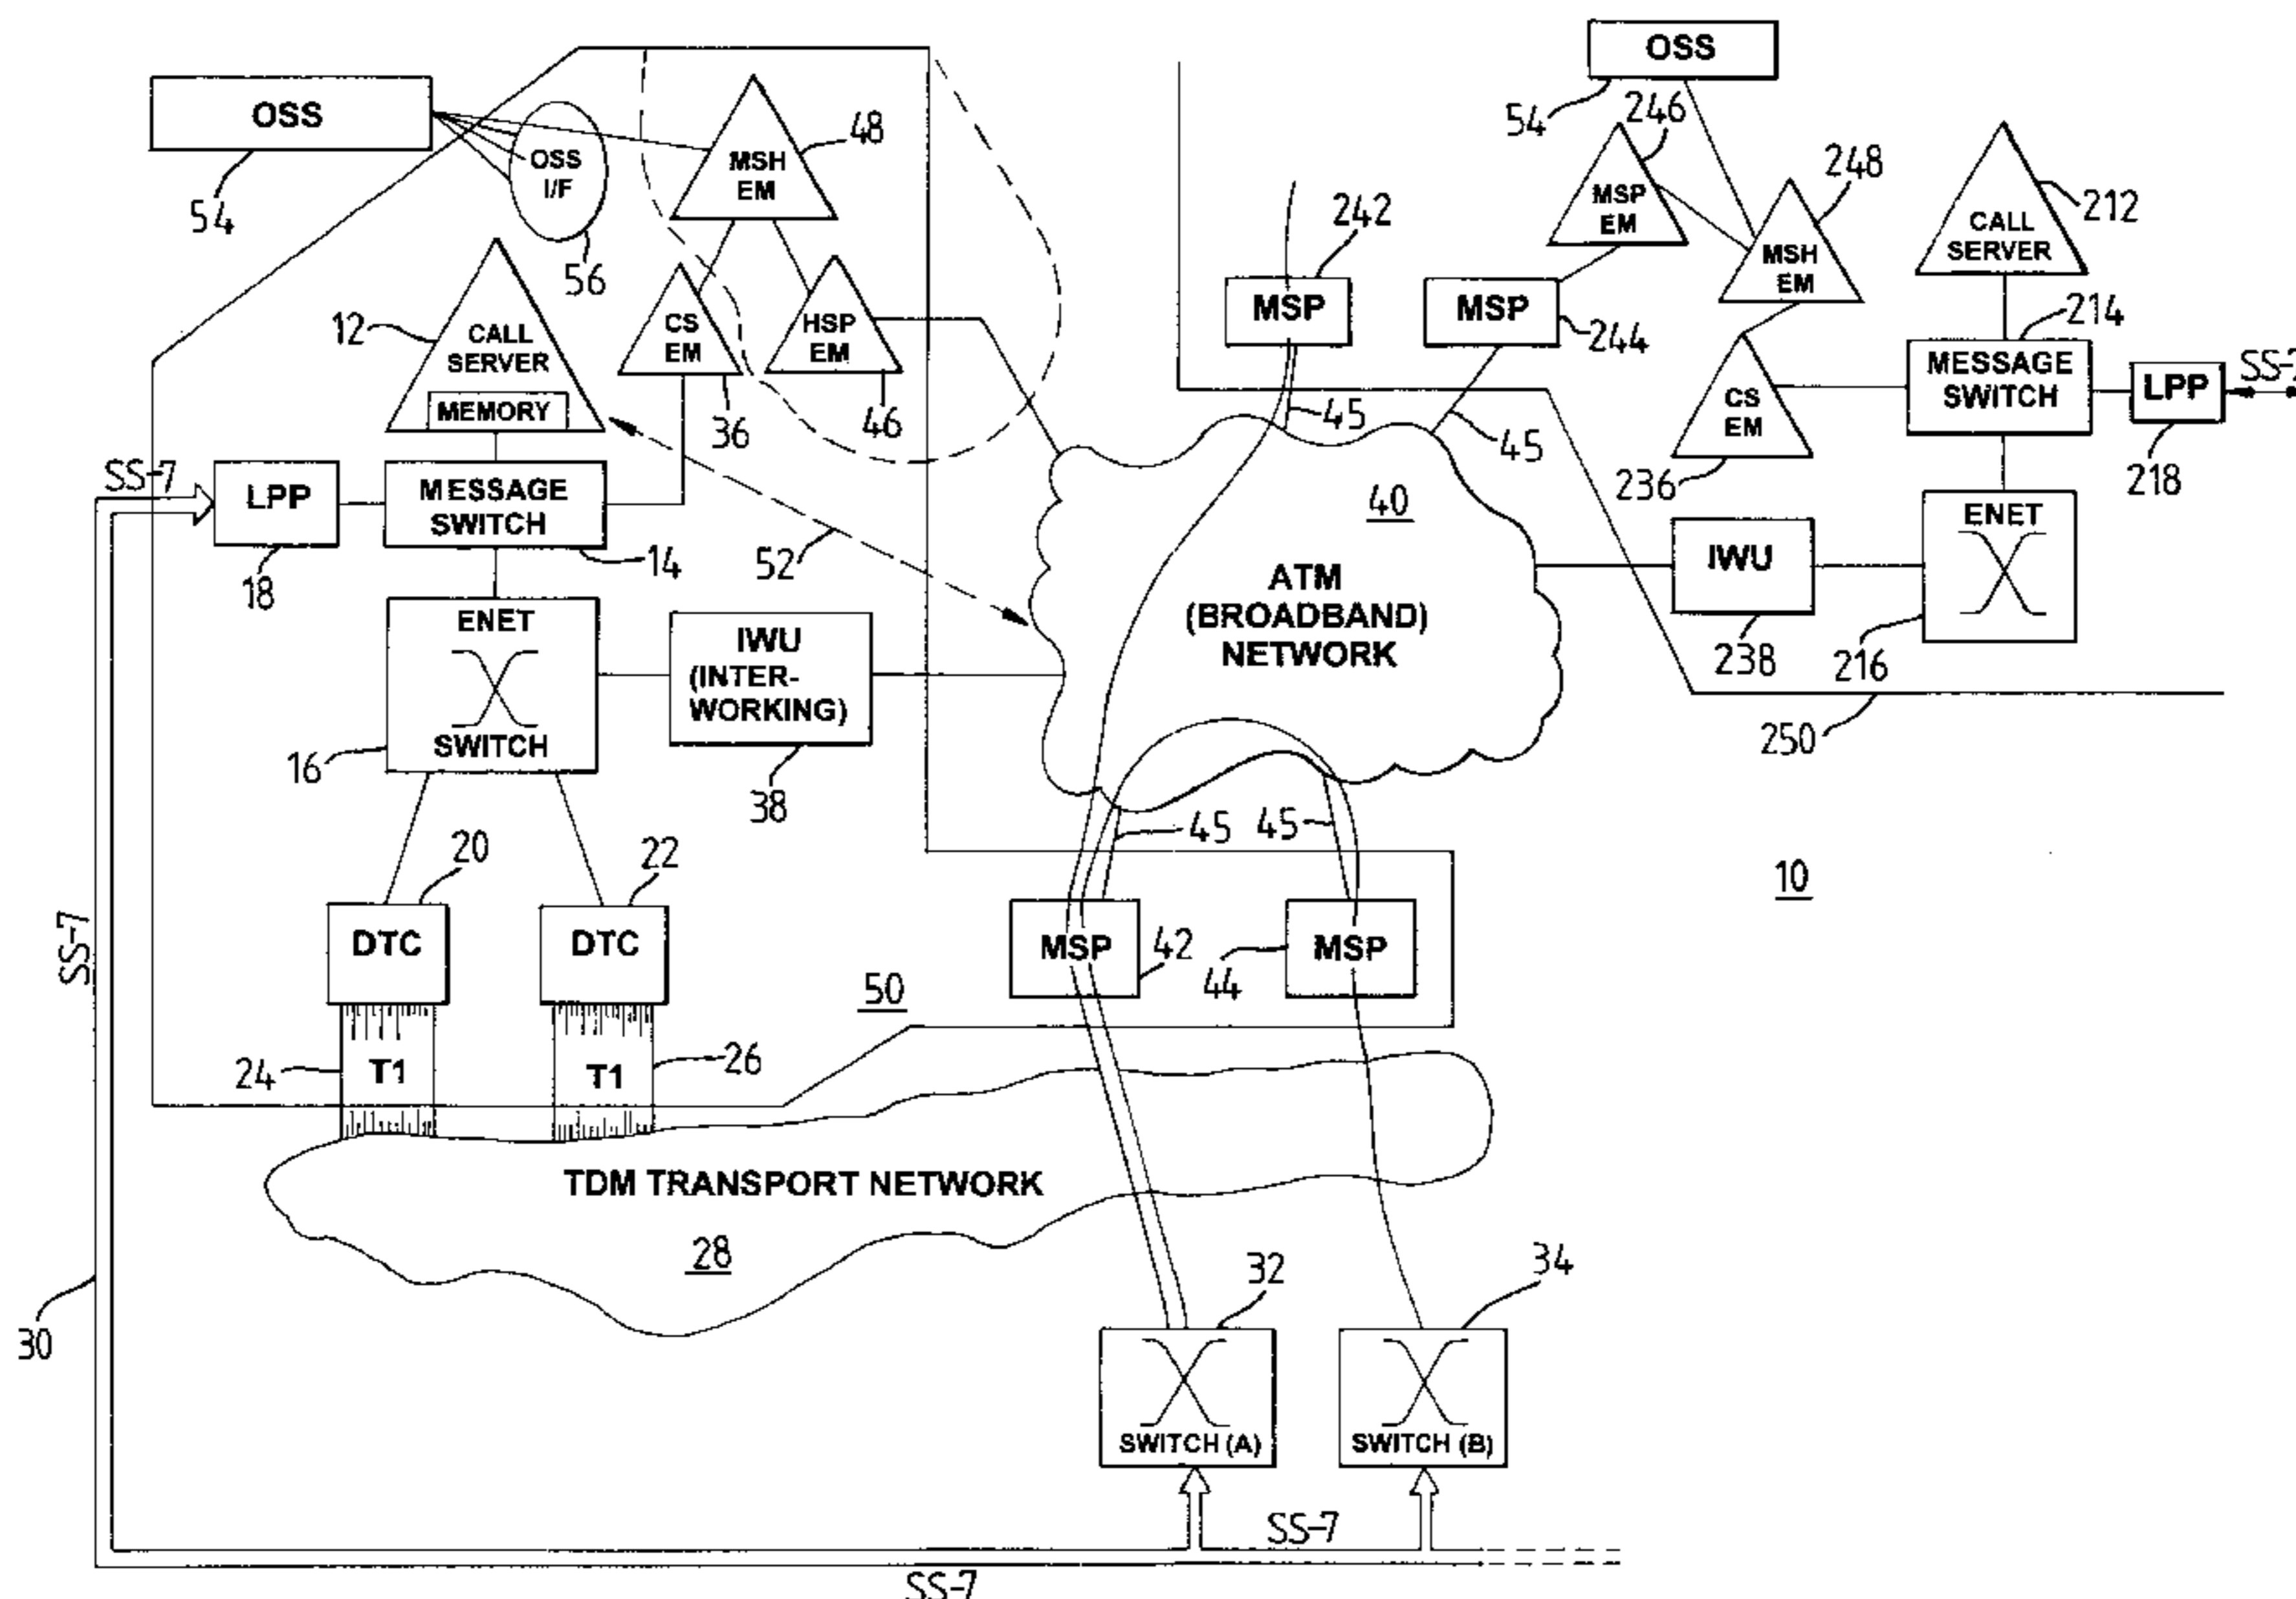 OSS
54
OSS
I/F
56
MSH
EM
48
CS
EM
36
HSP
EM
46
12
CALL
SERVER
MEMORY
SS-7
LPP
18
MESSAGE
SWITCH
14
52
ENET
SWITCH
16
IWU
(INTER-
WORKING)
38
20
22
DTC
DTC
24
T1
T1
26
50
OSS
54
246
MSP
EM
248
MSH
EM
212
CALL
SERVER
242
MSP
MSP
244
214
MESSAGE
SWITCH
LPP
218
45
45
CS
EM
236
40
ATM
(BROADBAND)
NETWORK
IWU
238
ENET
216
250
45
45
10
MSP
42
44
MSP
SS-7
TDM TRANSPORT NETWORK
28
30
32
34
SWITCH (A)
SWITCH (B)
SS-7
SS-7